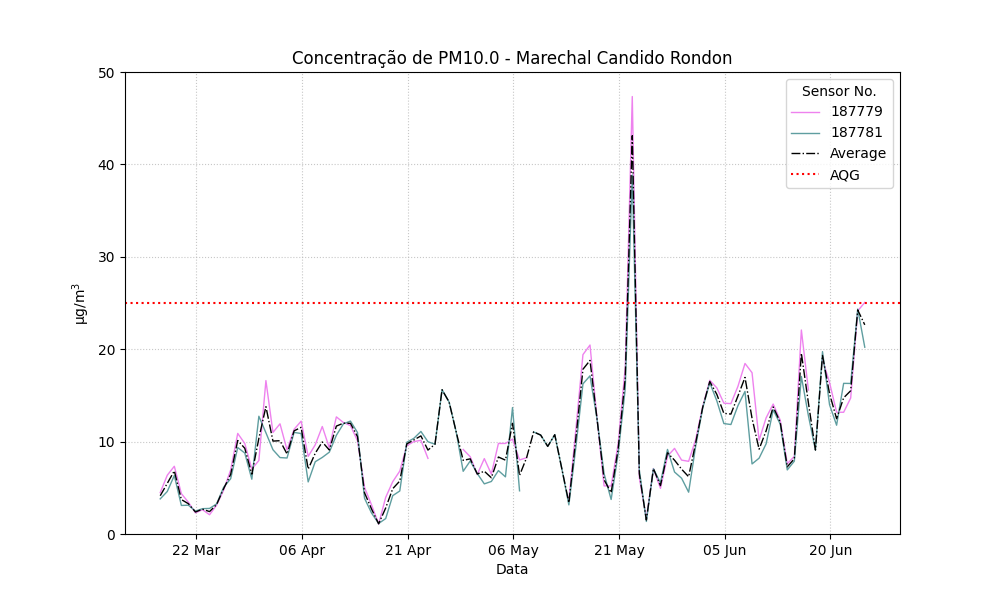 Concentração de PM10.0 - Marechal Candido Rondon
Sensor No.
187779
187781
Average
AQG
50
40
30
20
10
0
µg/m³
22 Mar
06 Apr
21 Apr
06 May
21 May
05 Jun
20 Jun
Data